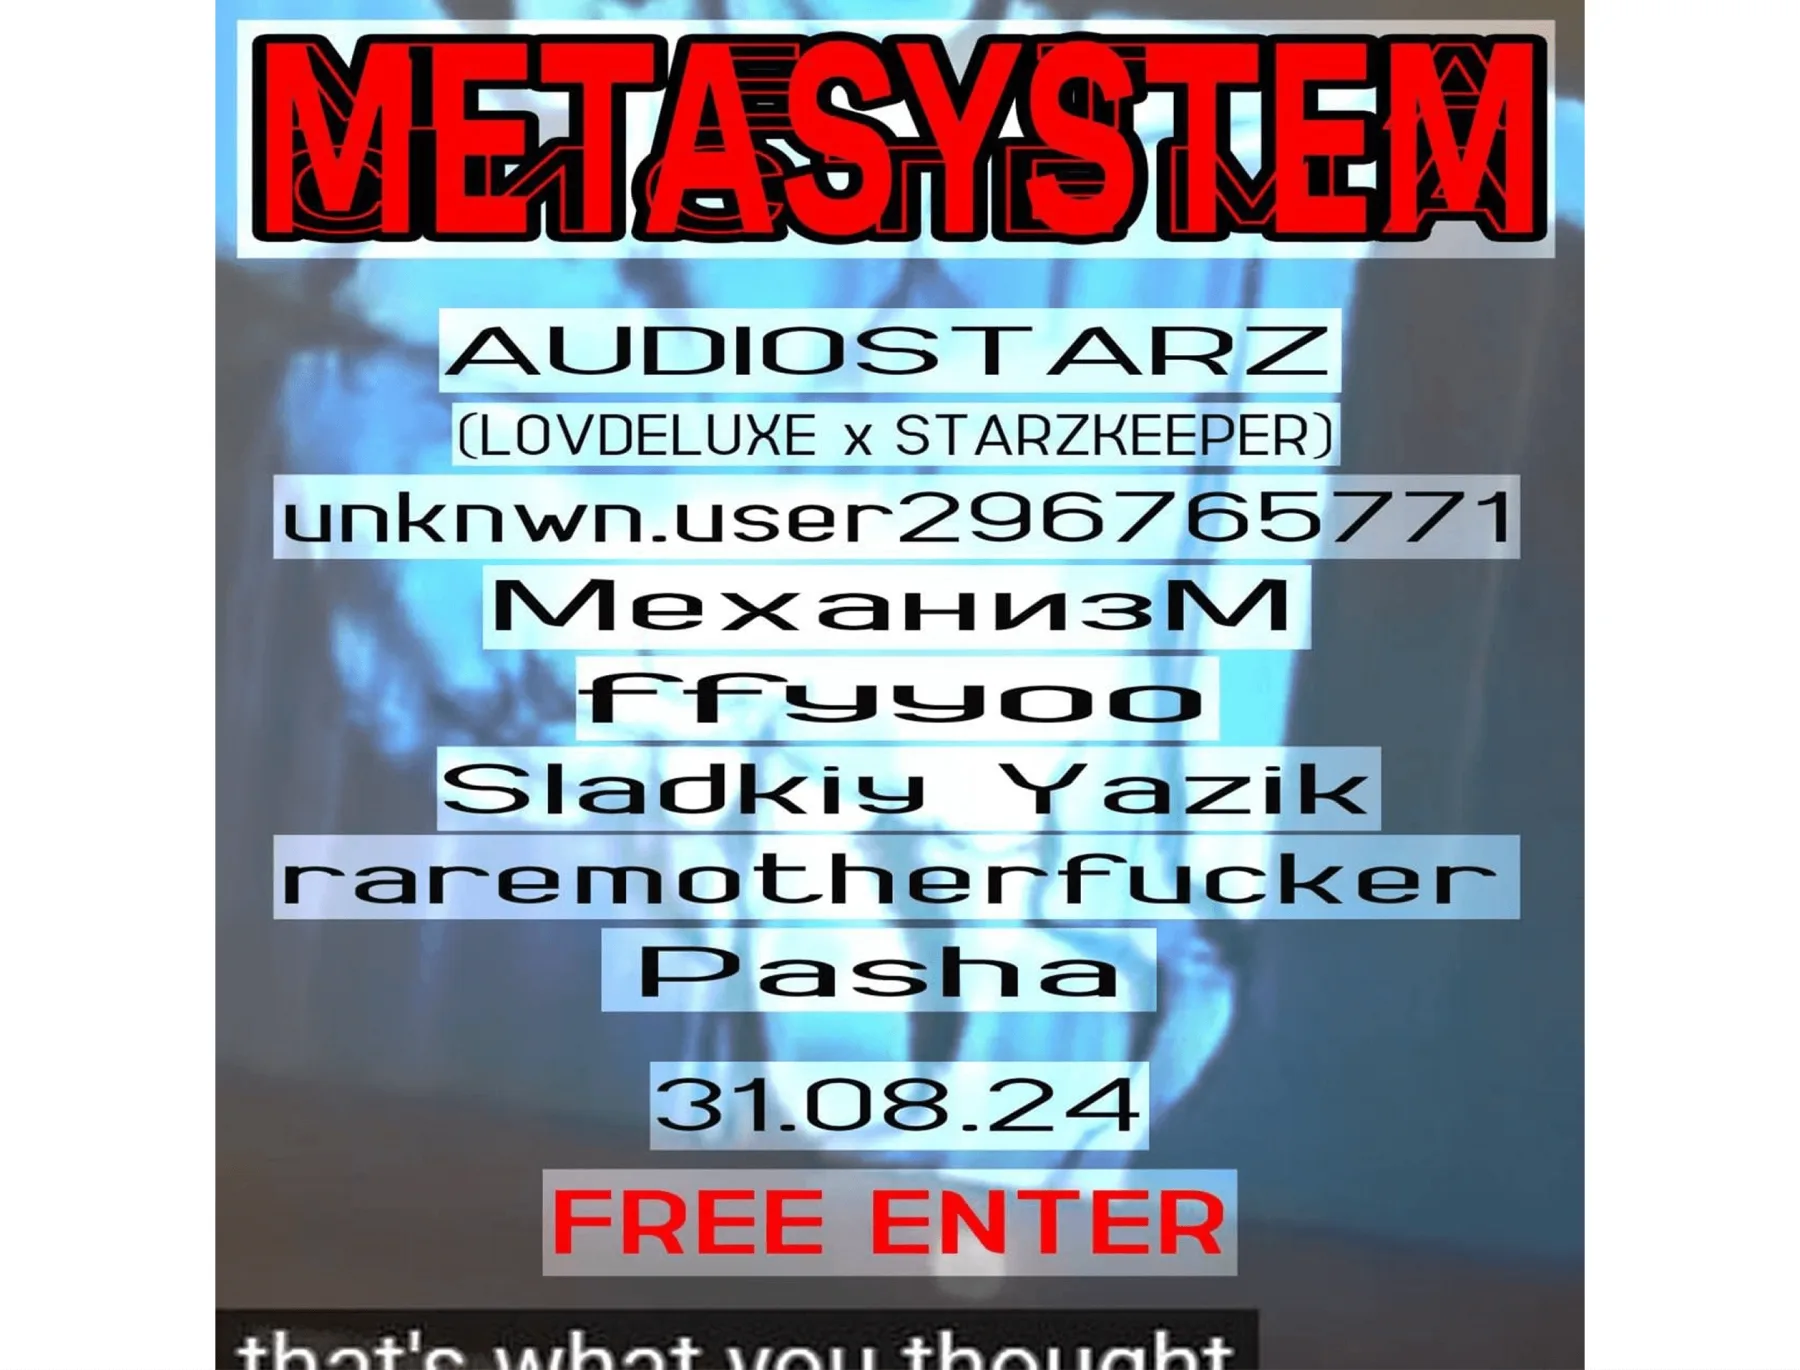 METASYSTEM
AUDIOSTARZ
(LOVDELUXE x STARZKEEPER)
unknwn.user296765771
МеханизМ
ffyyoo
Sladkiy Yazik
raremotherfucker
Pasha
31.08.24
FREE ENTER
that's what you thought